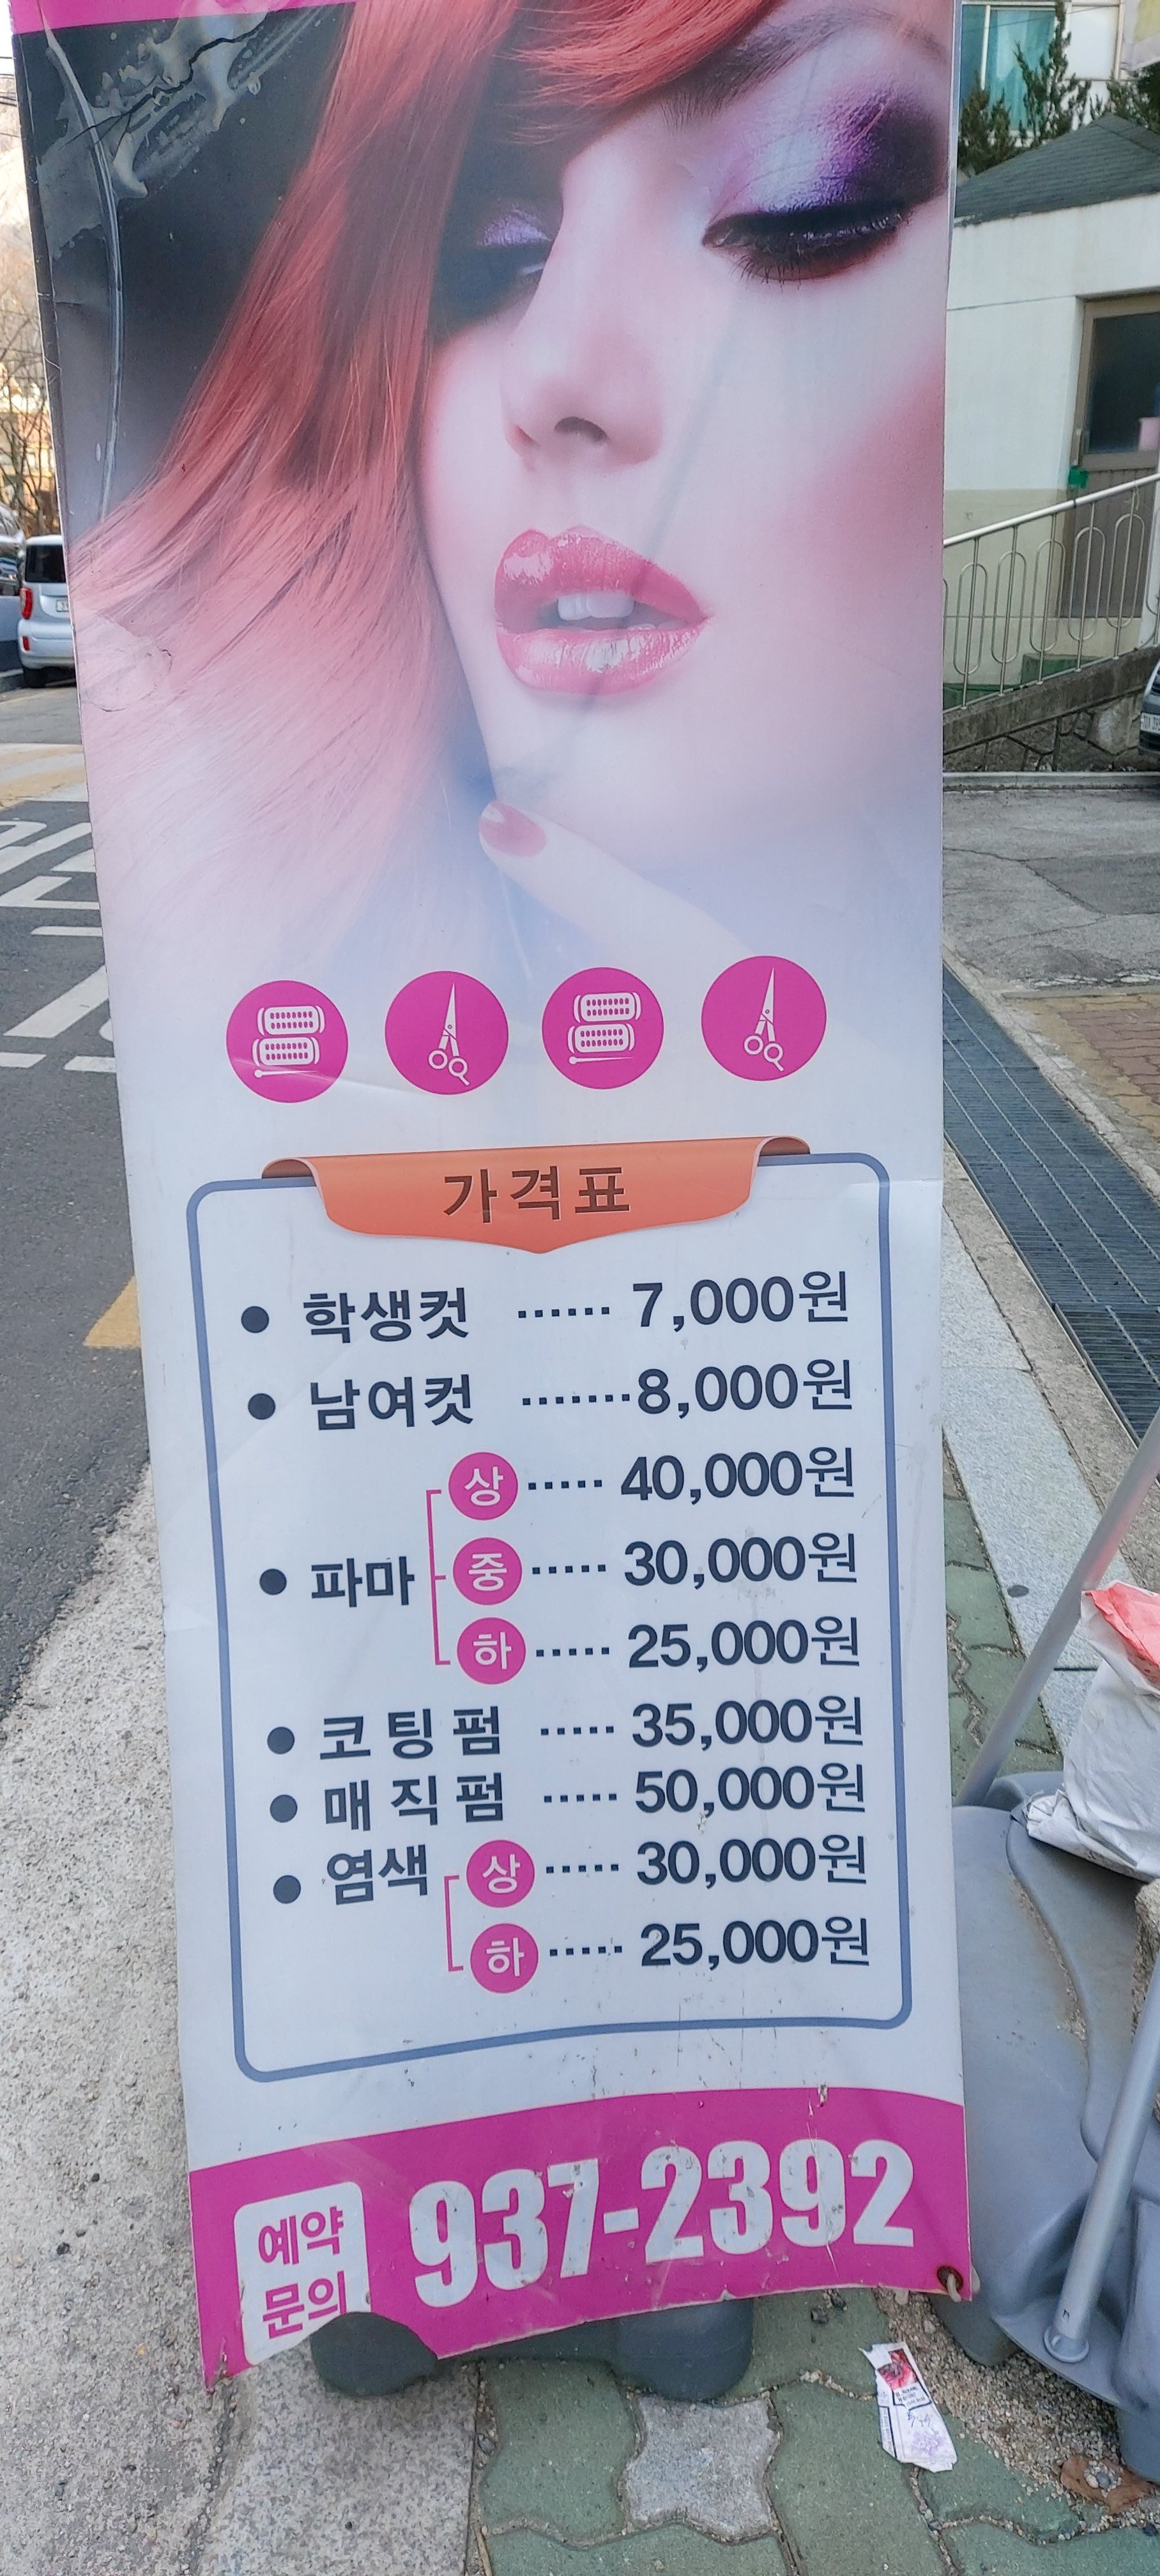 가격표
● 학생컷 ······ 7,000원
● 남여컷 ·······8,000원
● 파마
상 ····· 40,000원
중 ····· 30,000원
하 ····· 25,000원
● 코팅펌 ····· 35,000원
● 매직펌 ····· 50,000원
● 염색
상 ····· 30,000원
하 ····· 25,000원
예약
문의
937-2392